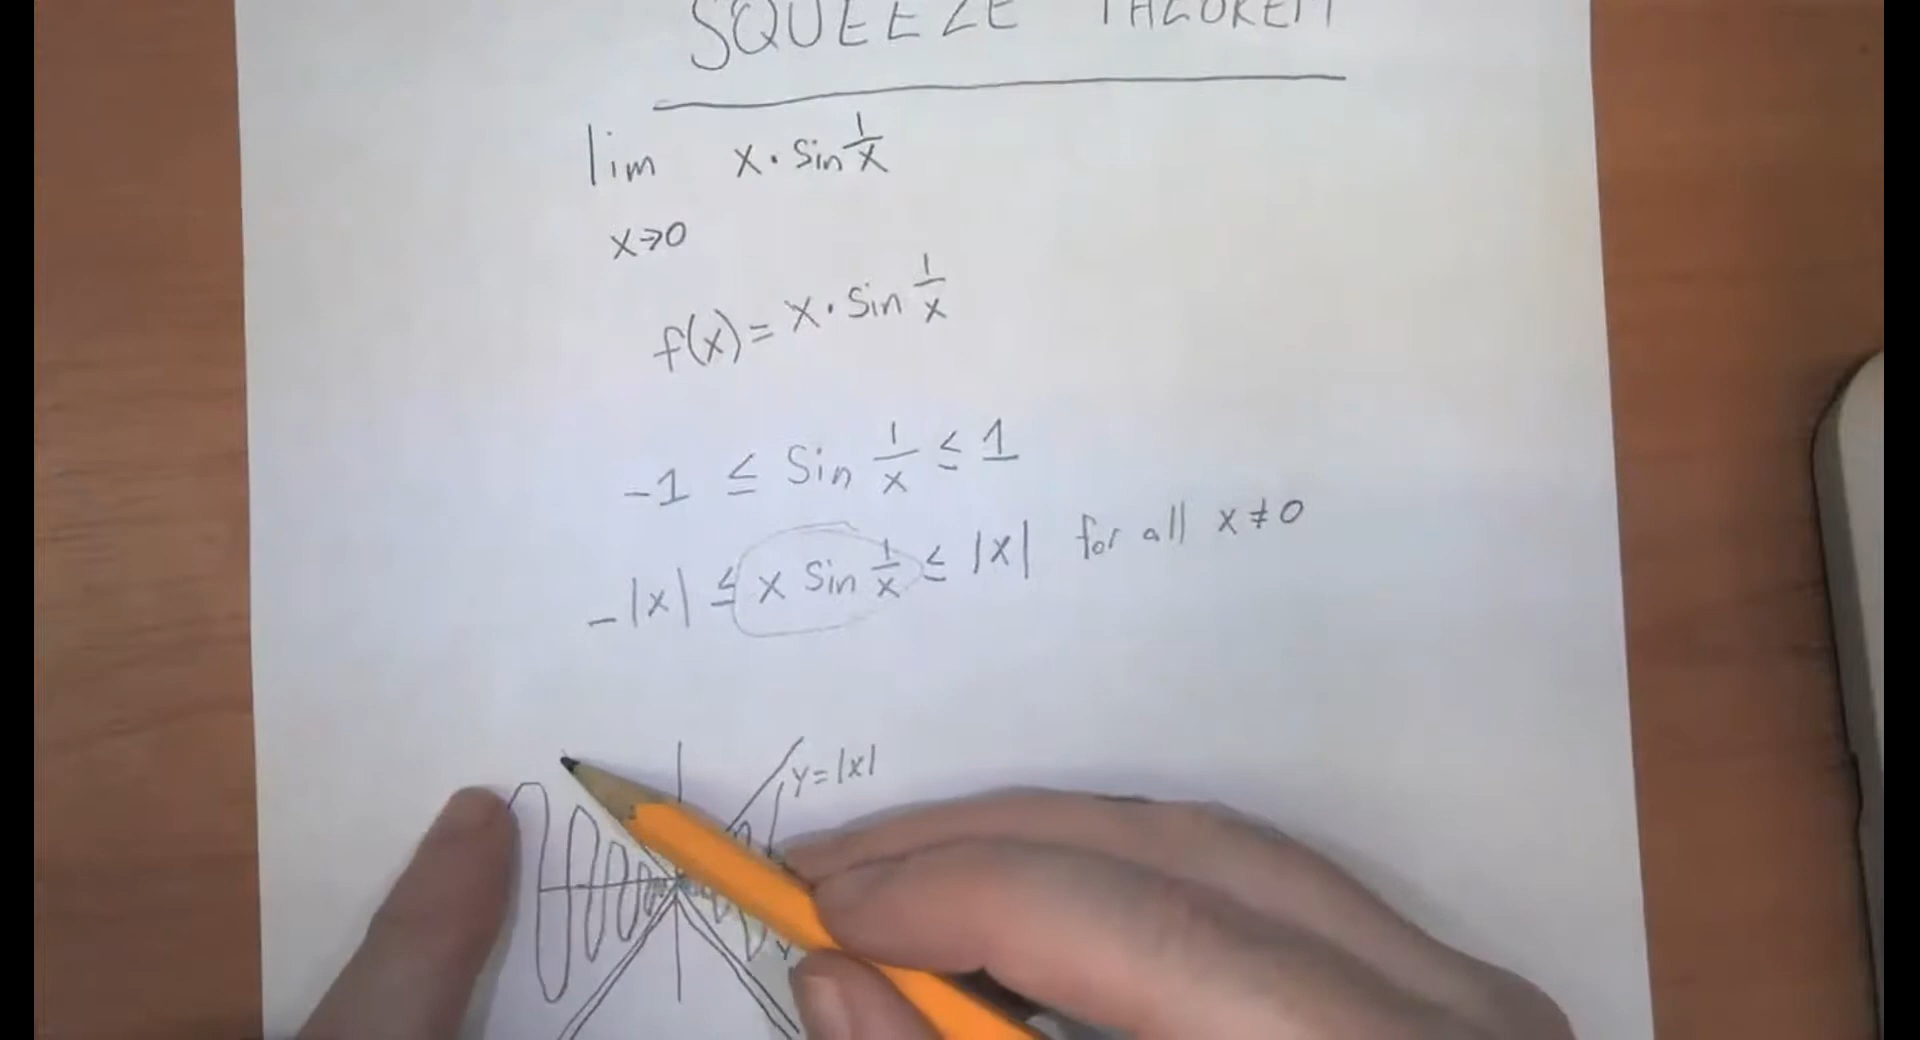 SQUEEZE THEOREM
lim x · sin 1/x
x→0
f(x) = x · sin 1/x
-1 ≤ sin 1/x ≤ 1
-|x| ≤ x sin 1/x ≤ |x| for all x ≠ 0
y = |x|